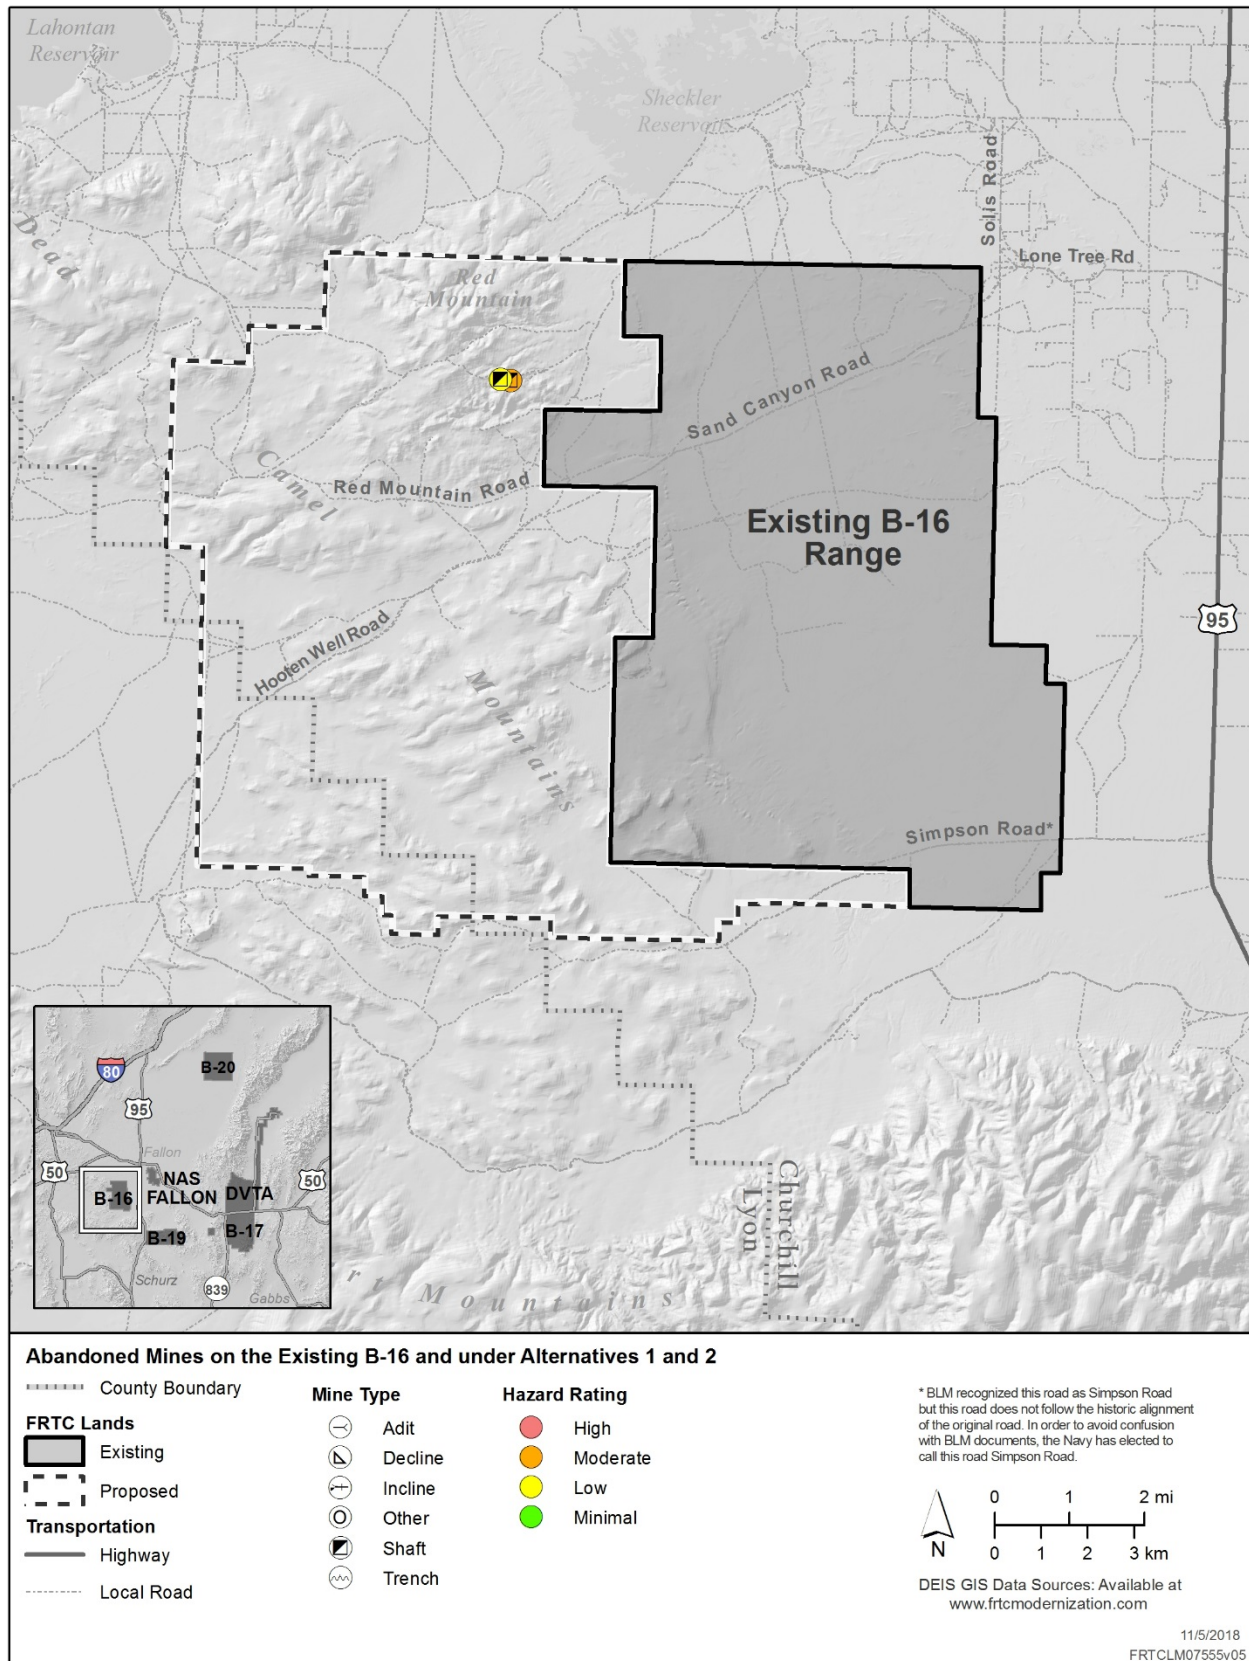 Lahontan
Reservoir
Sheckler
Reservoir
Dead
Solis Road
Lone Tree Rd
Red
Mountain
Sand Canyon Road
Camel
Red Mountain Road
Existing B-16
Range
95
Hooten Well Road
Mountains
Simpson Road*
80
B-20
95
Fallon
50
NAS
FALLON
DVTA
50
B-16
B-17
B-19
Schurz
839
Gabbs
Churchill
Lyon
rt Mountains
Abandoned Mines on the Existing B-16 and under Alternatives 1 and 2
County Boundary
FRTC Lands
Existing
Proposed
Transportation
Highway
Local Road
Mine Type
Adit
Decline
Incline
Other
Shaft
Trench
Hazard Rating
High
Moderate
Low
Minimal
* BLM recognized this road as Simpson Road
but this road does not follow the historic alignment
of the original road. In order to avoid confusion
with BLM documents, the Navy has elected to
call this road Simpson Road.
N
0 1 2 mi
0 1 2 3 km
DEIS GIS Data Sources: Available at
www.frtcmodernization.com
11/5/2018
FRTCLM07555v05